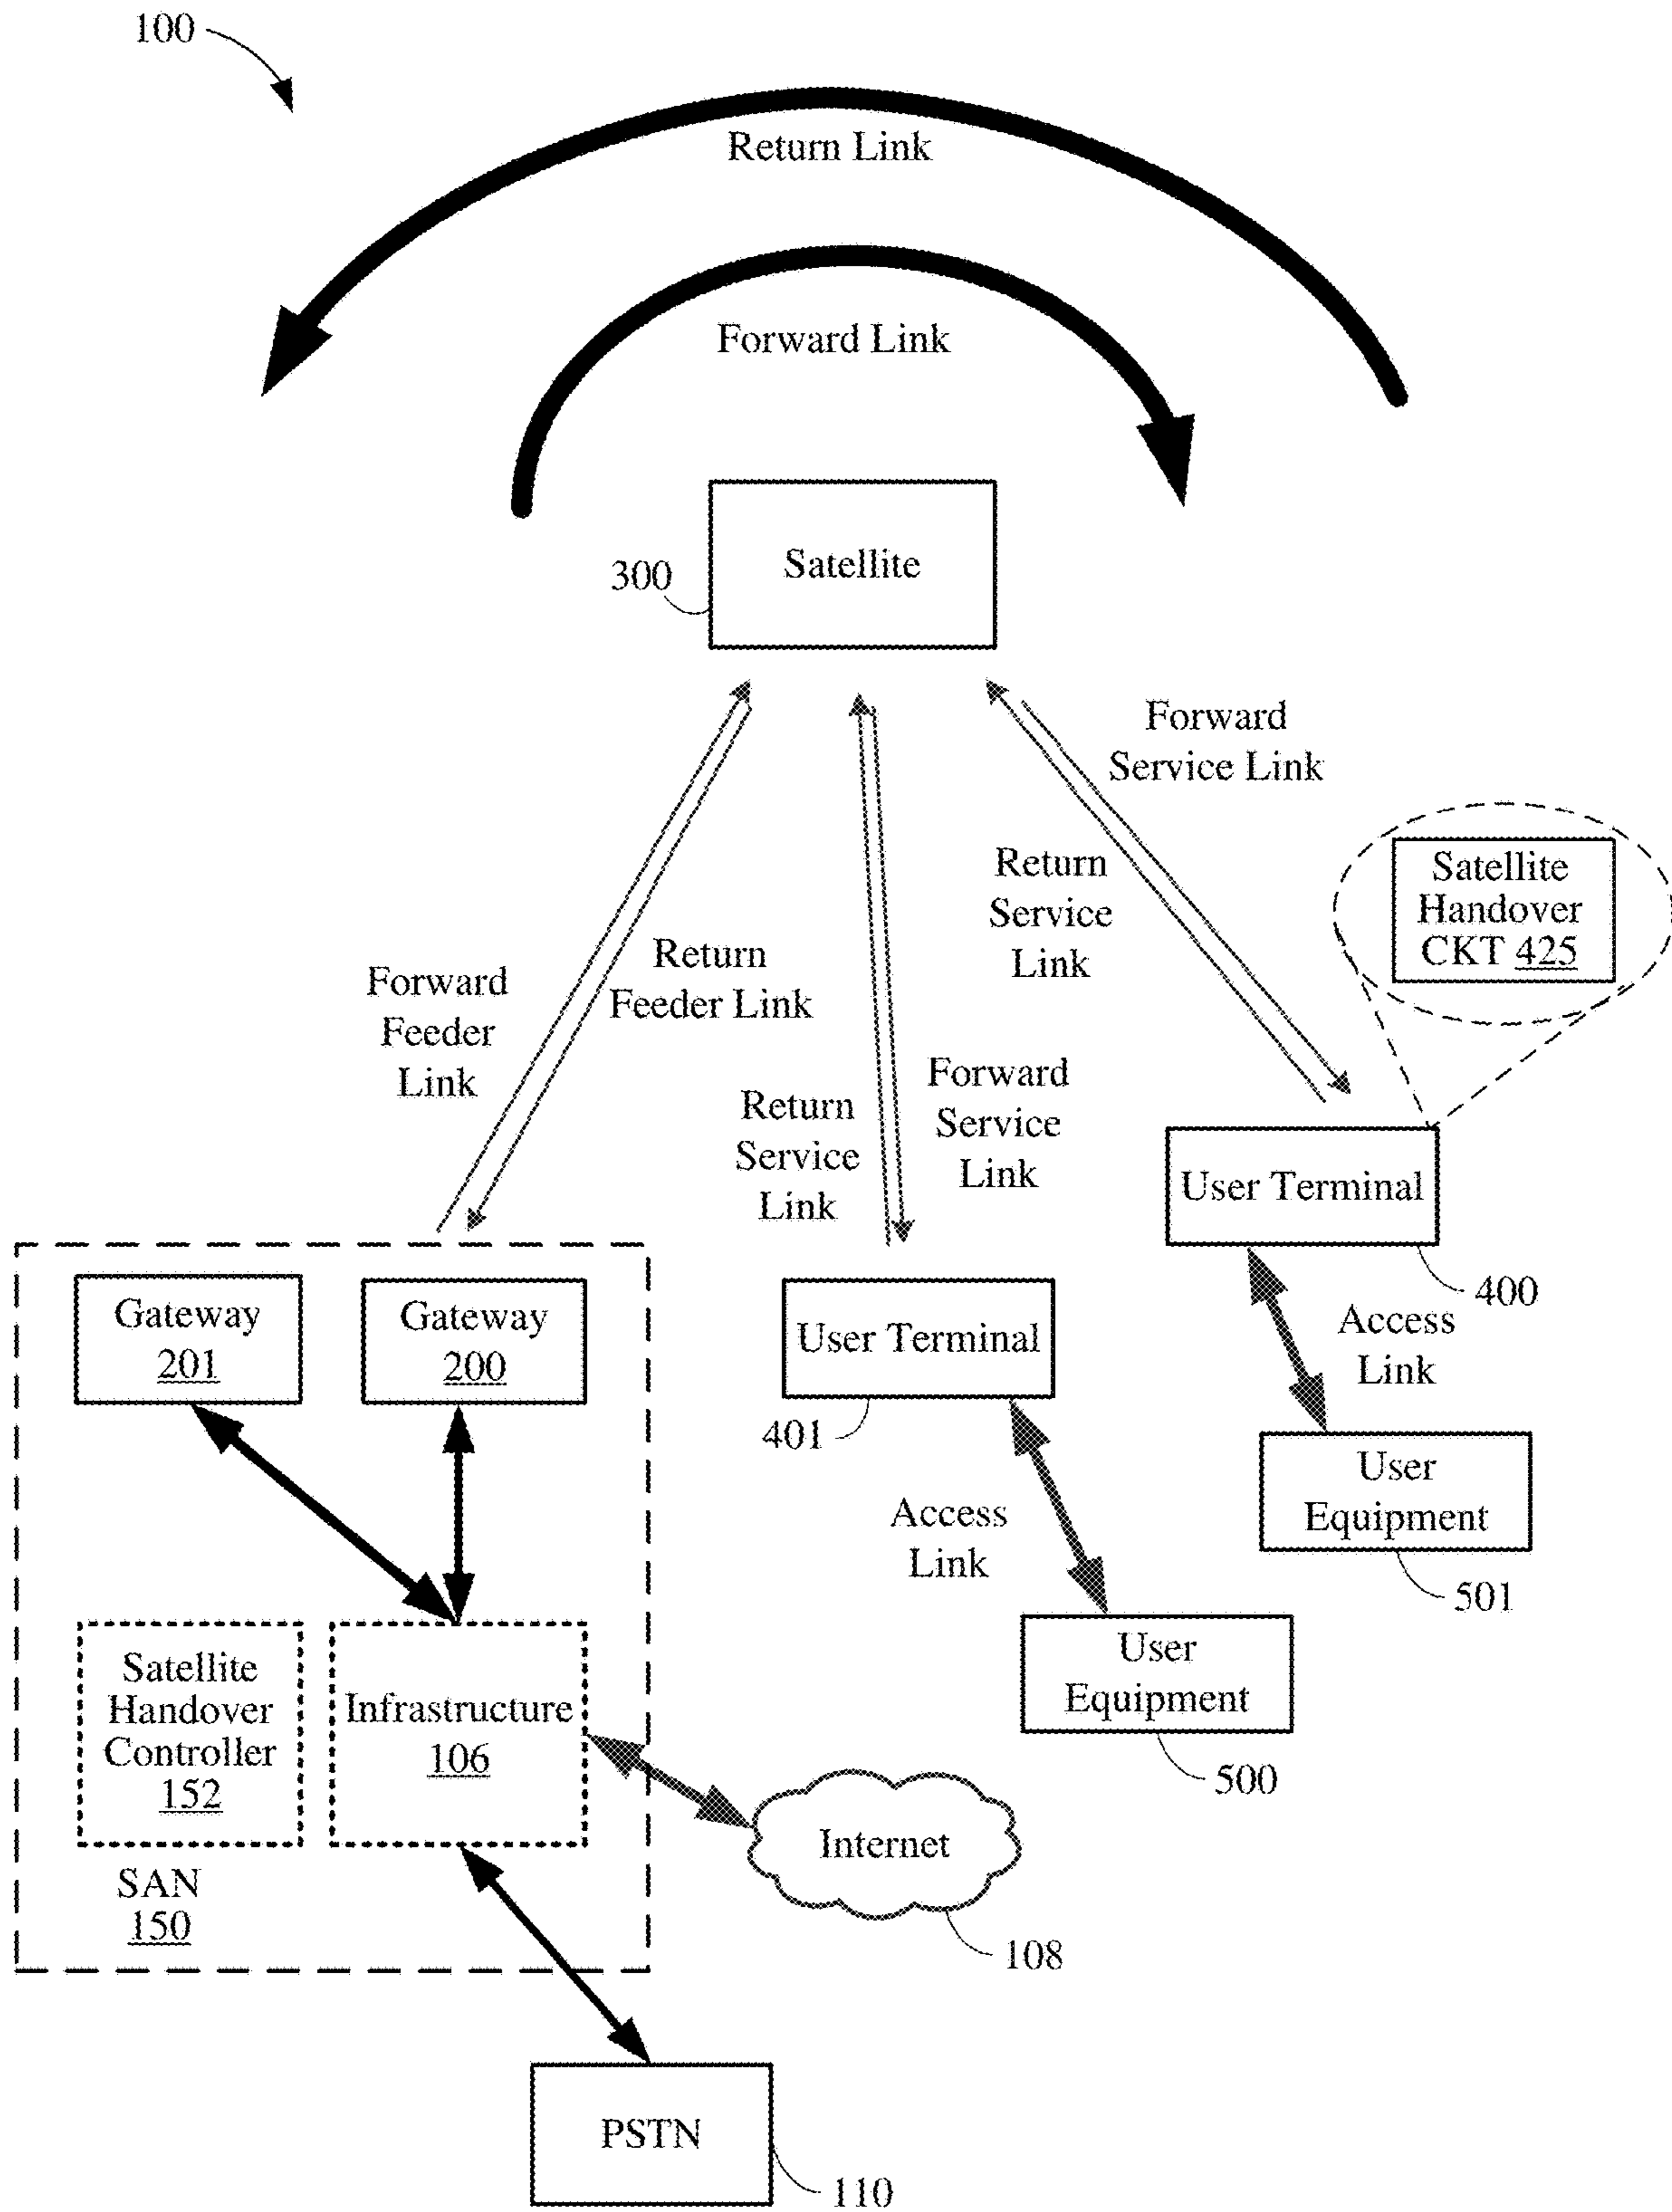 100
Return Link
Forward Link
Satellite
300
Forward
Service Link
Return
Service
Link
Satellite
Handover
CKT 425
Return
Feeder Link
Forward
Feeder
Link
Forward
Service
Link
Return
Service
Link
User Terminal
400
Gateway
201
Gateway
200
User Terminal
401
Access
Link
User
Equipment
501
Access
Link
User
Equipment
500
Satellite
Handover
Controller
152
Infrastructure
106
Internet
108
SAN
150
PSTN
110